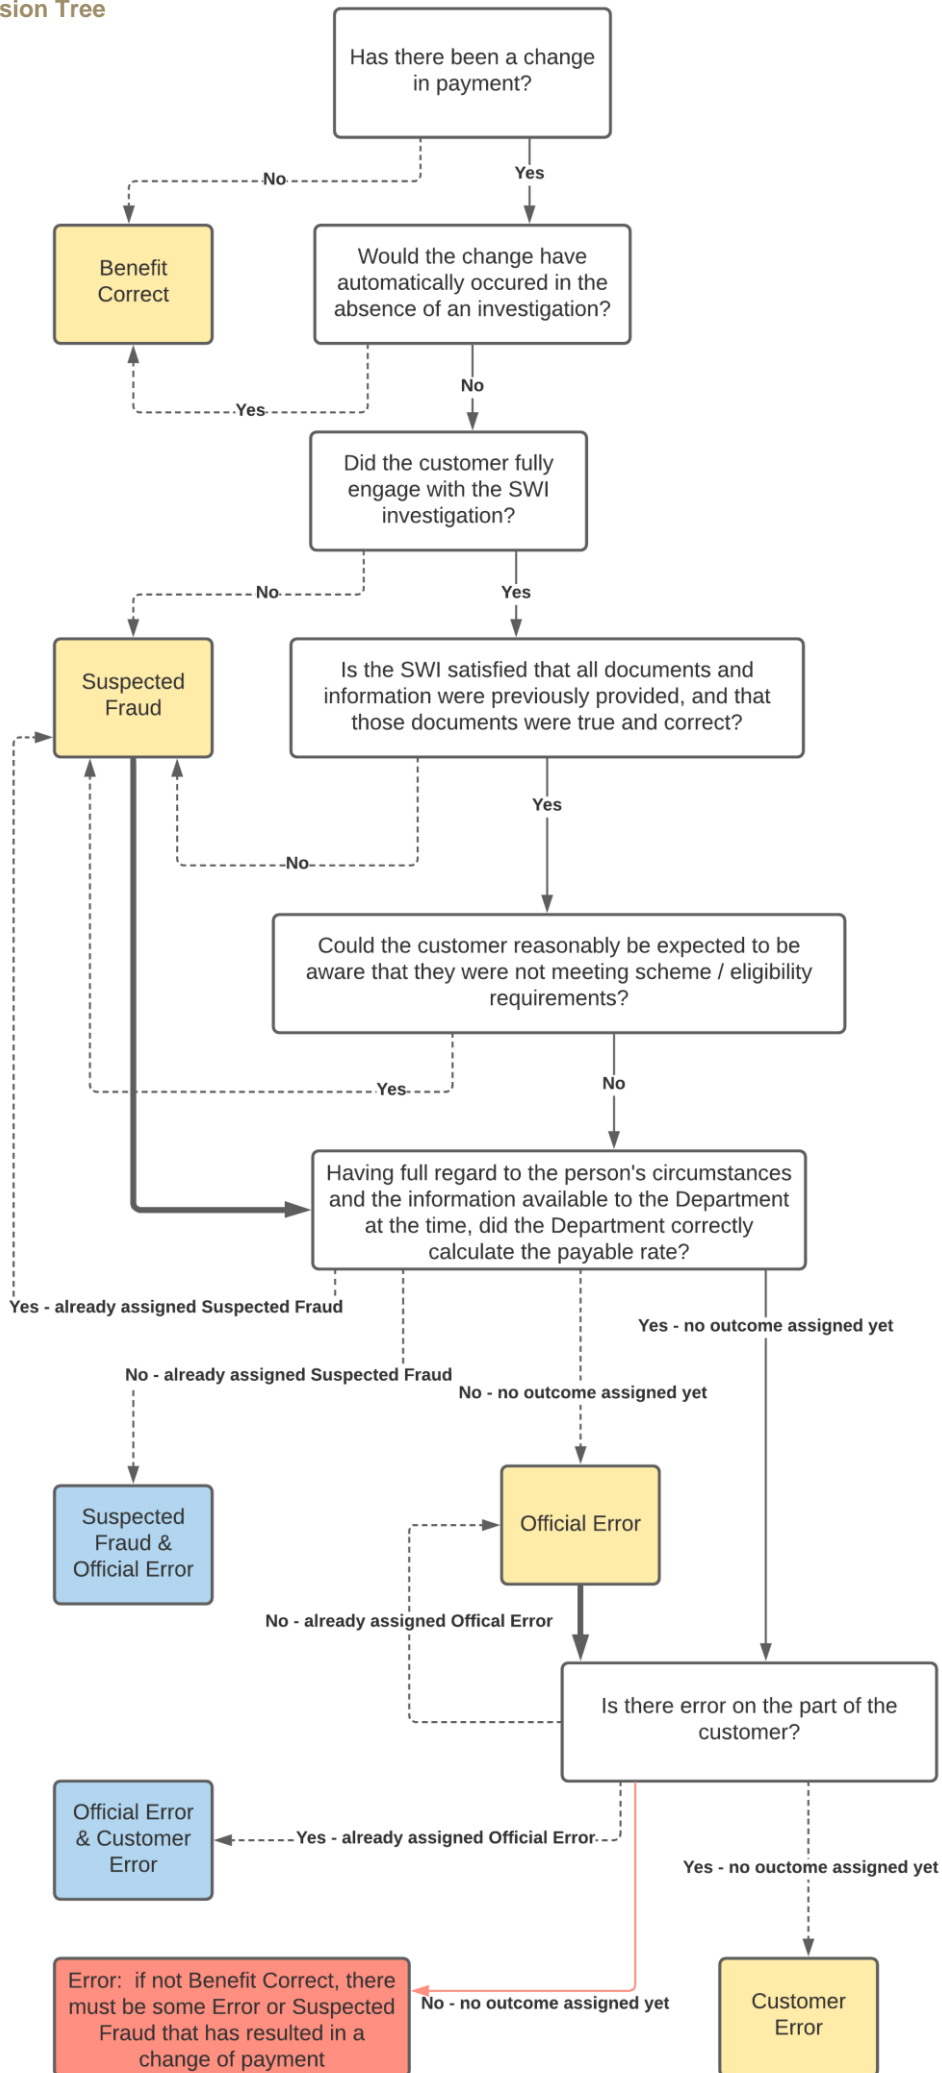 sion Tree
Has there been a change
in payment?
No
Yes
Benefit
Correct
Would the change have
automatically occured in the
absence of an investigation?
Yes
No
Did the customer fully
engage with the SWI
investigation?
No
Yes
Suspected
Fraud
Is the SWI satisfied that all documents and
information were previously provided, and that
those documents were true and correct?
Yes
No
Could the customer reasonably be expected to be
aware that they were not meeting scheme / eligibility
requirements?
Yes
No
Having full regard to the person's circumstances
and the information available to the Department
at the time, did the Department correctly
calculate the payable rate?
Yes - already assigned Suspected Fraud
Yes - no outcome assigned yet
No - already assigned Suspected Fraud
No - no outcome assigned yet
Suspected
Fraud &
Official Error
Official Error
No - already assigned Offical Error
Is there error on the part of the
customer?
Official Error
& Customer
Error
Yes - already assigned Official Error
Yes - no ouctome assigned yet
Error:  if not Benefit Correct, there
must be some Error or Suspected
Fraud that has resulted in a
change of payment
No - no outcome assigned yet
Customer
Error